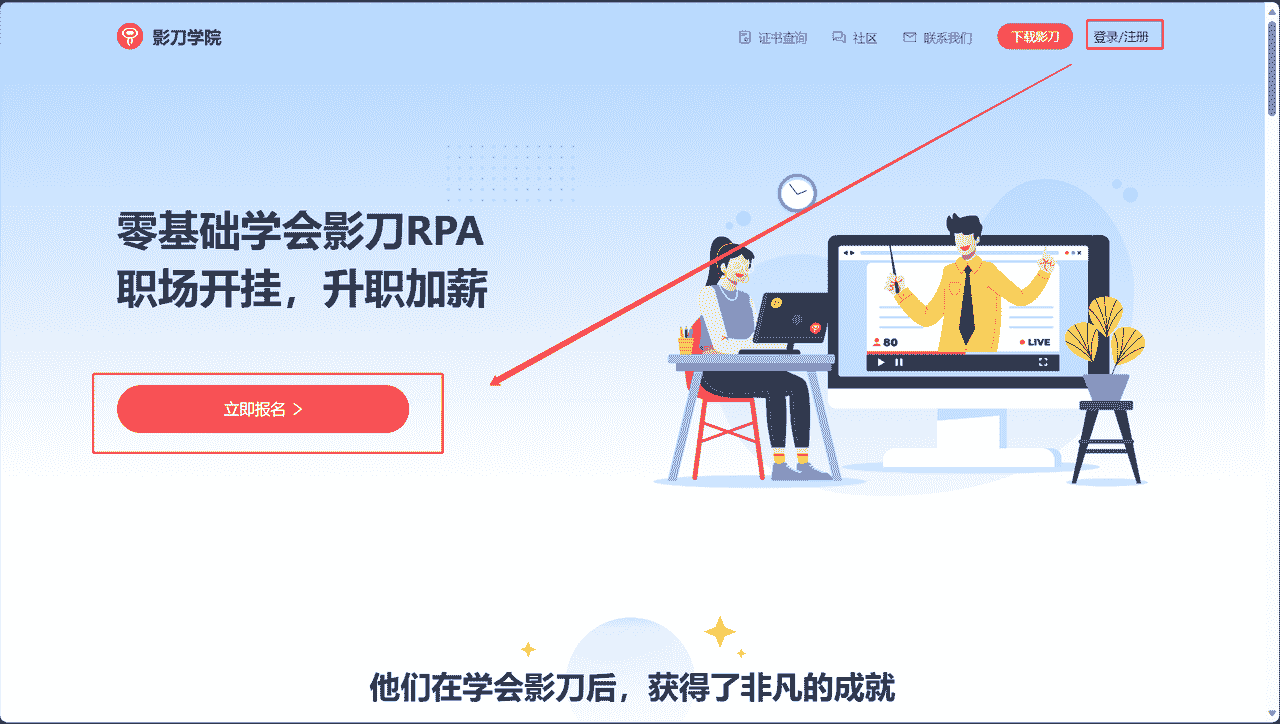 影刀学院
证书查询
社区
联系我们
下载影刀
登录/注册
零基础学会影刀RPA
职场开挂，升职加薪
立即报名 >
80
LIVE
他们在学会影刀后，获得了非凡的成就